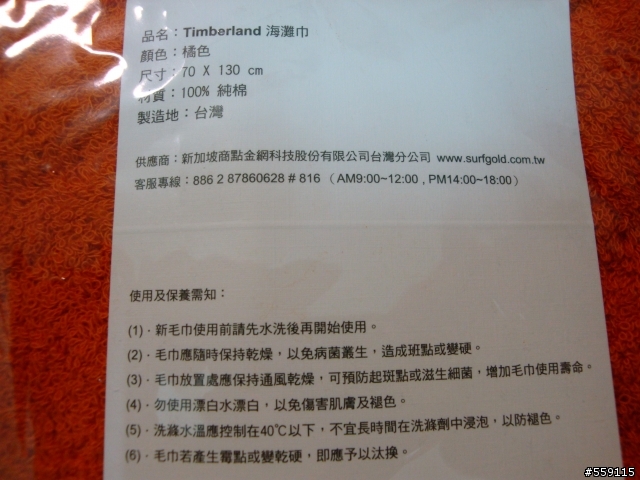 品名：Timberland 海灘巾
顏色：橘色
尺寸：70 X 130 cm
材質：100% 純棉
製造地：台灣
供應商：新加坡商點金網科技股份有限公司台灣分公司 www.surfgold.com.tw
客服專線：886 2 87860628 # 816 （AM9:00~12:00 , PM14:00~18:00）
使用及保養需知：
(1)．新毛巾使用前請先水洗後再開始使用。
(2)．毛巾應隨時保持乾燥，以免病菌叢生，造成班點或變硬。
(3)．毛巾放置處應保持通風乾燥，可預防起斑點或滋生細菌，增加毛巾使用壽命。
(4)．勿使用漂白水漂白，以免傷害肌膚及褪色。
(5)．洗滌水溫應控制在40℃以下，不宜長時間在洗滌劑中浸泡，以防褪色。
(6)．毛巾若產生霉點或變乾硬，即應予以汰換。
#559115